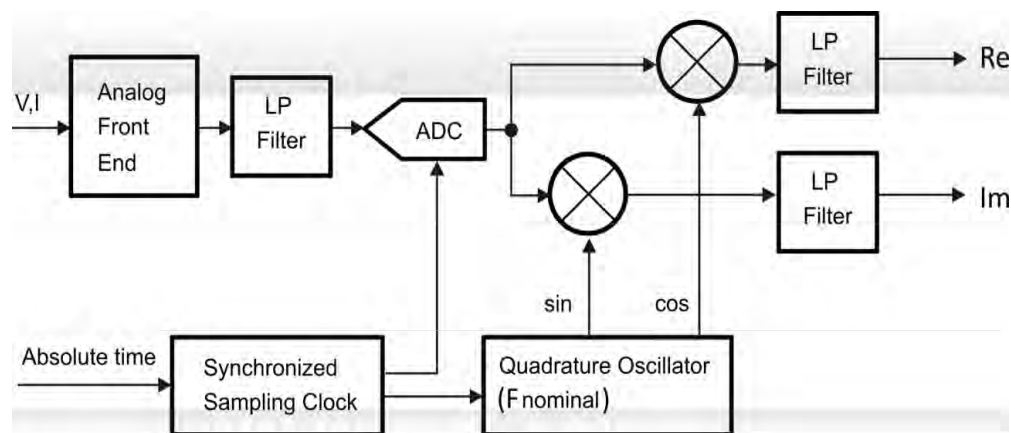 V,I
Analog
Front
End
LP
Filter
ADC
LP
Filter
Re
LP
Filter
Im
sin
cos
Absolute time
Synchronized
Sampling Clock
Quadrature Oscillator
(Fnominal)